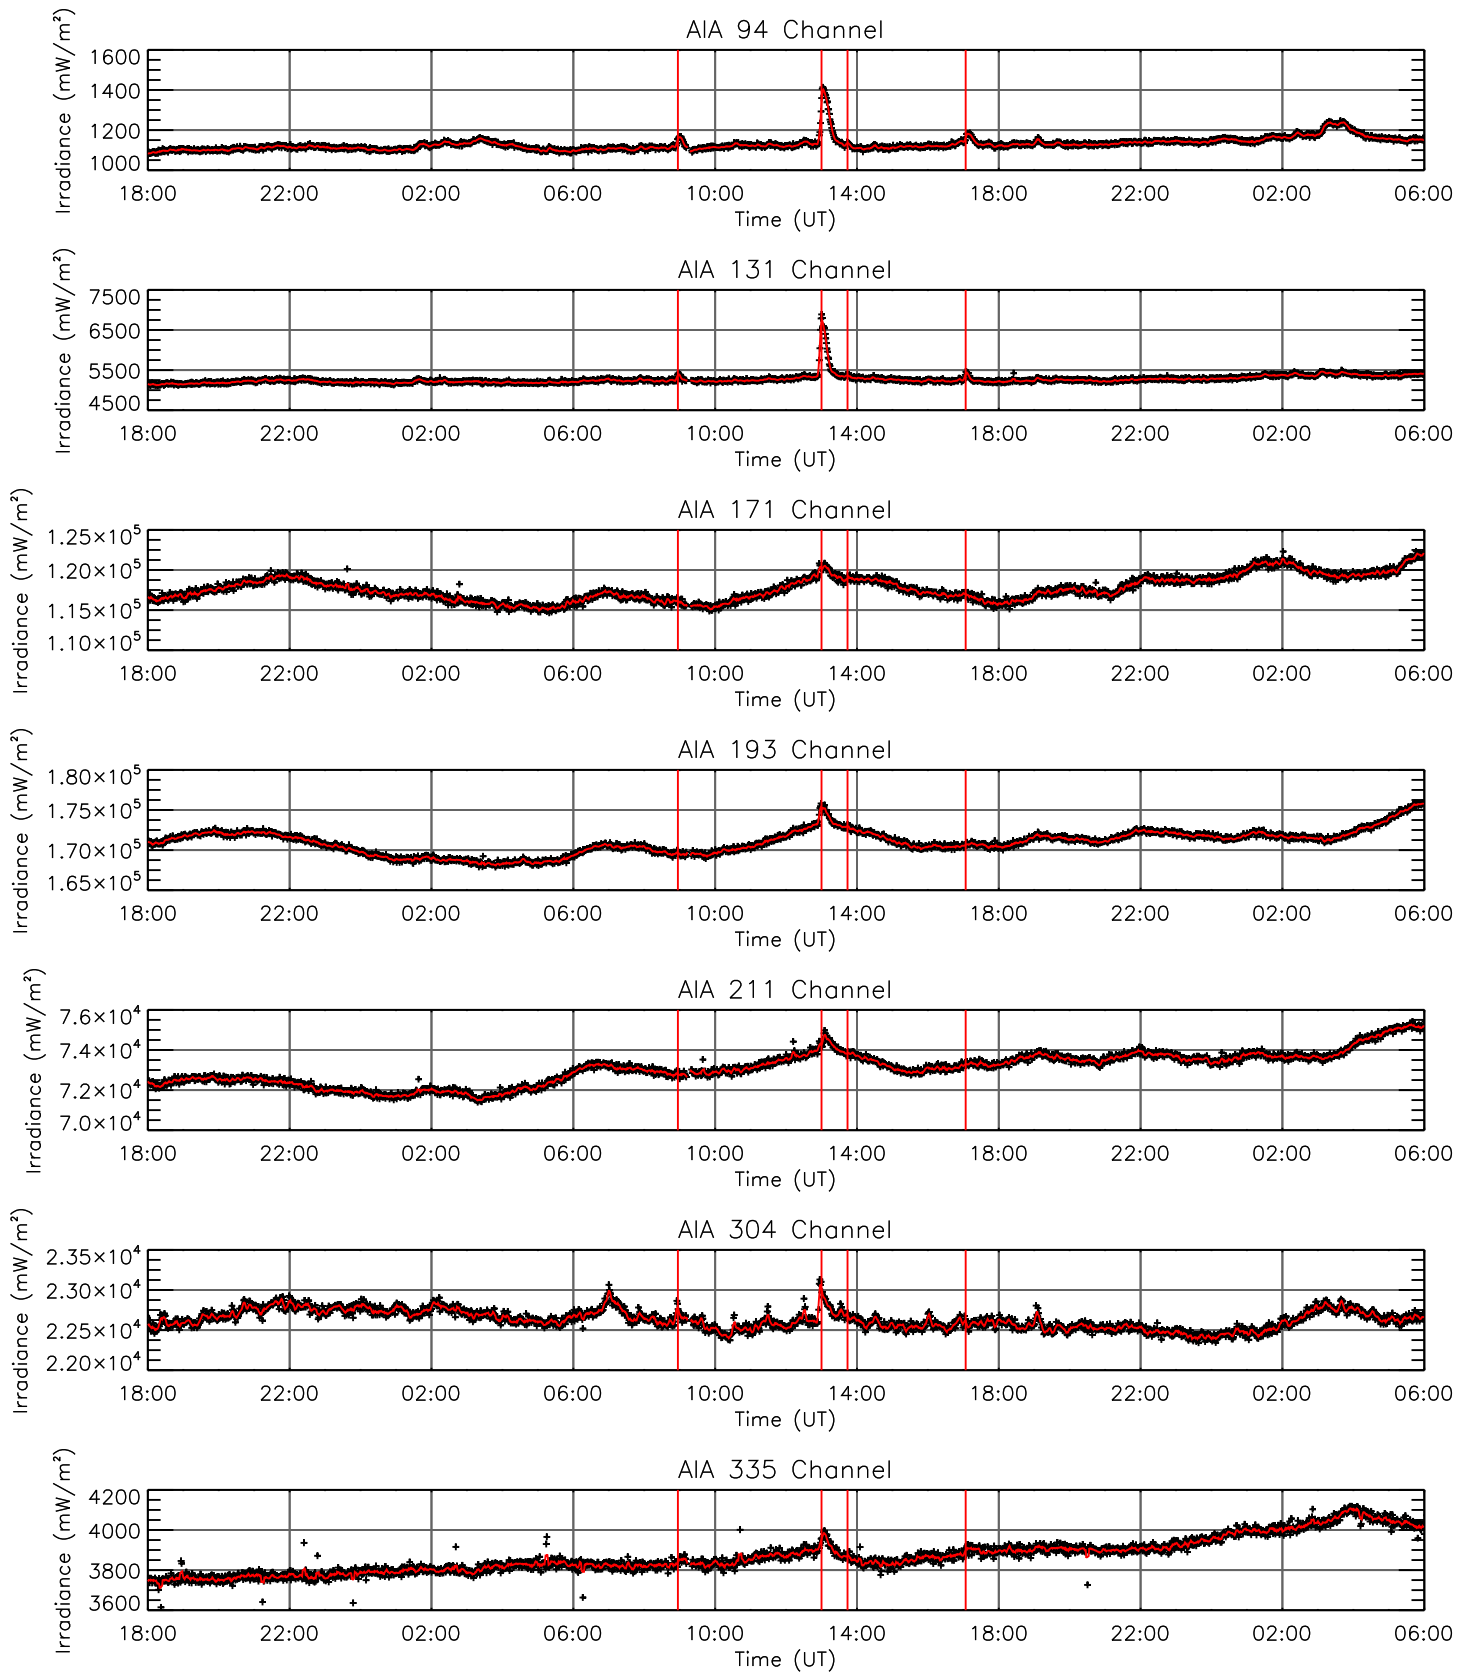 AIA 94 Channel
Irradiance (mW/m²)
1600
1400
1200
1000
18:00 22:00 02:00 06:00 10:00 14:00 18:00 22:00 02:00 06:00
Time (UT)
AIA 131 Channel
Irradiance (mW/m²)
7500
6500
5500
4500
18:00 22:00 02:00 06:00 10:00 14:00 18:00 22:00 02:00 06:00
Time (UT)
AIA 171 Channel
Irradiance (mW/m²)
1.25×10⁵
1.20×10⁵
1.15×10⁵
1.10×10⁵
18:00 22:00 02:00 06:00 10:00 14:00 18:00 22:00 02:00 06:00
Time (UT)
AIA 193 Channel
Irradiance (mW/m²)
1.80×10⁵
1.75×10⁵
1.70×10⁵
1.65×10⁵
18:00 22:00 02:00 06:00 10:00 14:00 18:00 22:00 02:00 06:00
Time (UT)
AIA 211 Channel
Irradiance (mW/m²)
7.6×10⁴
7.4×10⁴
7.2×10⁴
7.0×10⁴
18:00 22:00 02:00 06:00 10:00 14:00 18:00 22:00 02:00 06:00
Time (UT)
AIA 304 Channel
Irradiance (mW/m²)
2.35×10⁴
2.30×10⁴
2.25×10⁴
2.20×10⁴
18:00 22:00 02:00 06:00 10:00 14:00 18:00 22:00 02:00 06:00
Time (UT)
AIA 335 Channel
Irradiance (mW/m²)
4200
4000
3800
3600
18:00 22:00 02:00 06:00 10:00 14:00 18:00 22:00 02:00 06:00
Time (UT)